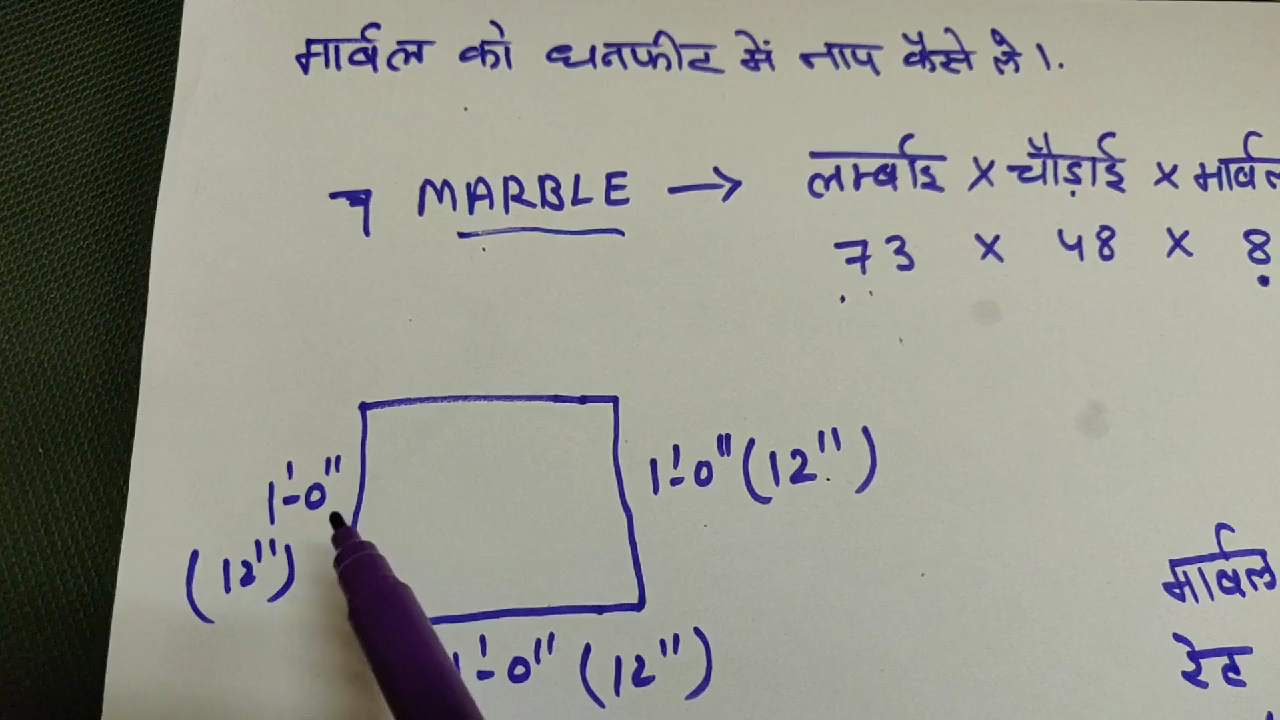 मार्बल को घनफीट में नाप कैसे ले।.
MARBLE → लम्बाई x चौड़ाई x मार्बल
73 x 48 x 8
1'-0" 1'-0" (12")
(12")
1'-0" (12")
मार्बल
रेट